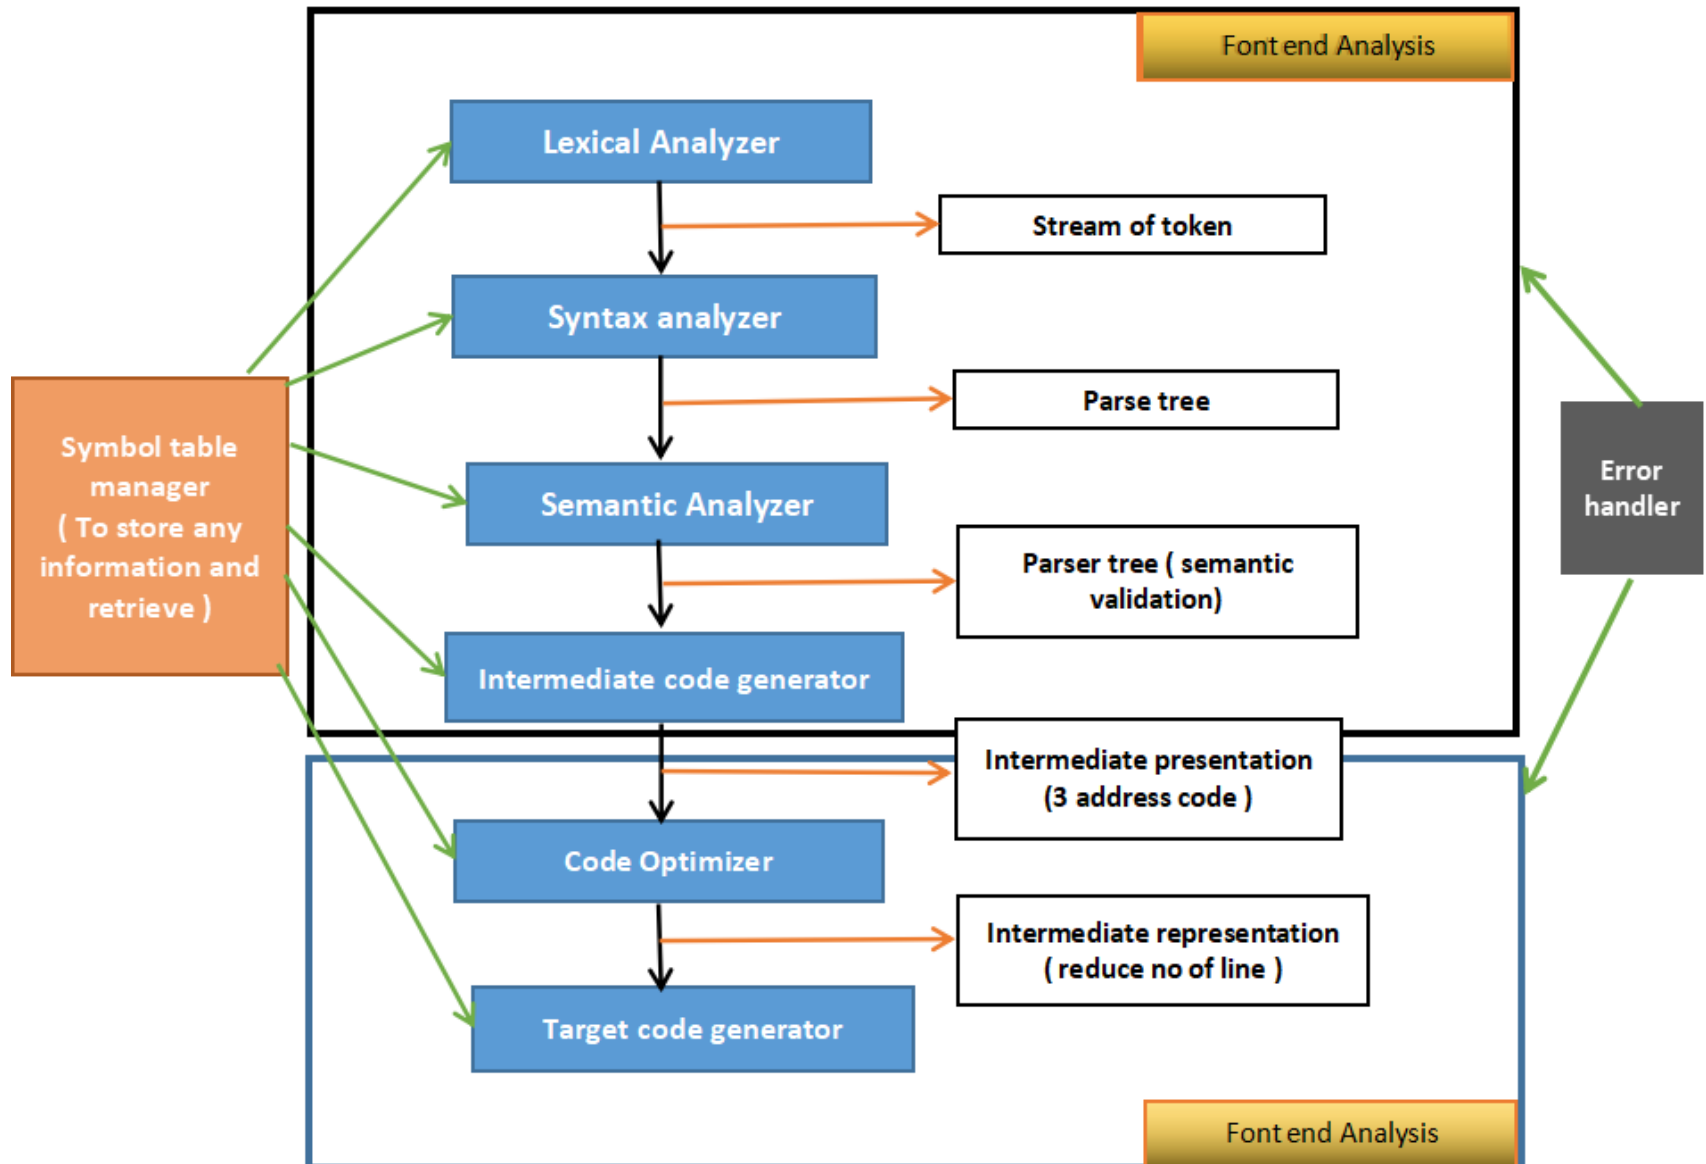 Font end Analysis
Lexical Analyzer
Stream of token
Syntax analyzer
Parse tree
Symbol table
manager
( To store any
information and
retrieve )
Error
handler
Semantic Analyzer
Parser tree ( semantic
validation)
Intermediate code generator
Intermediate presentation
(3 address code )
Code Optimizer
Intermediate representation
( reduce no of line )
Target code generator
Font end Analysis